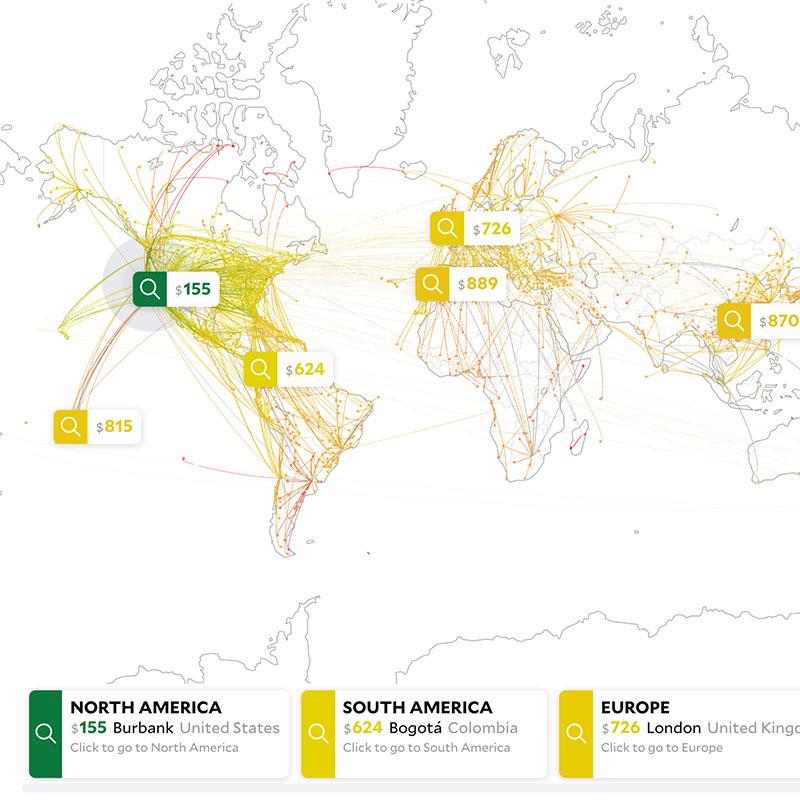 $726
$889
$155
$870
$624
$815
NORTH AMERICA
$155 Burbank United States
Click to go to North America
SOUTH AMERICA
$624 Bogotá Colombia
Click to go to South America
EUROPE
$726 London United Kingd
Click to go to Europe